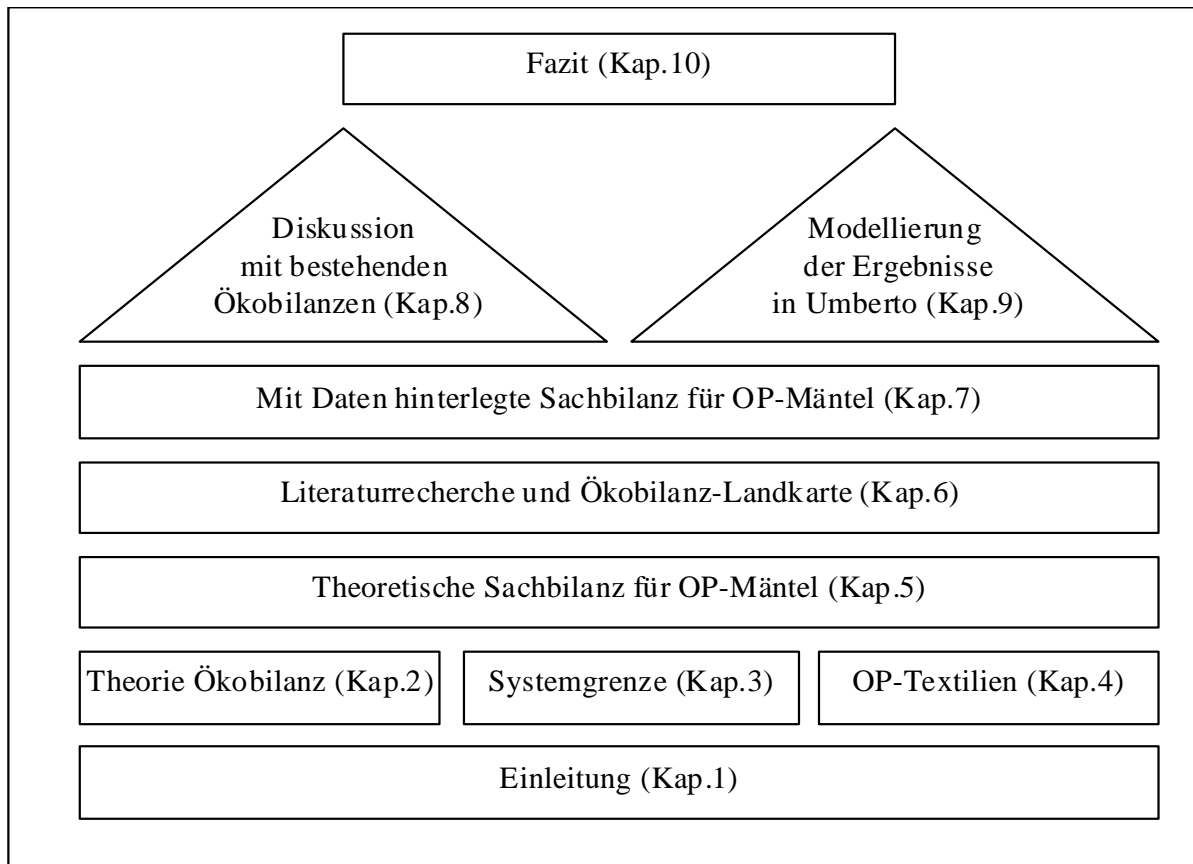 Fazit (Kap.10)
Diskussion
mit bestehenden
Ökobilanzen (Kap.8)
Modellierung
der Ergebnisse
in Umberto (Kap.9)
Mit Daten hinterlegte Sachbilanz für OP-Mäntel (Kap.7)
Literaturrecherche und Ökobilanz-Landkarte (Kap.6)
Theoretische Sachbilanz für OP-Mäntel (Kap.5)
Theorie Ökobilanz (Kap.2)
Systemgrenze (Kap.3)
OP-Textilien (Kap.4)
Einleitung (Kap.1)